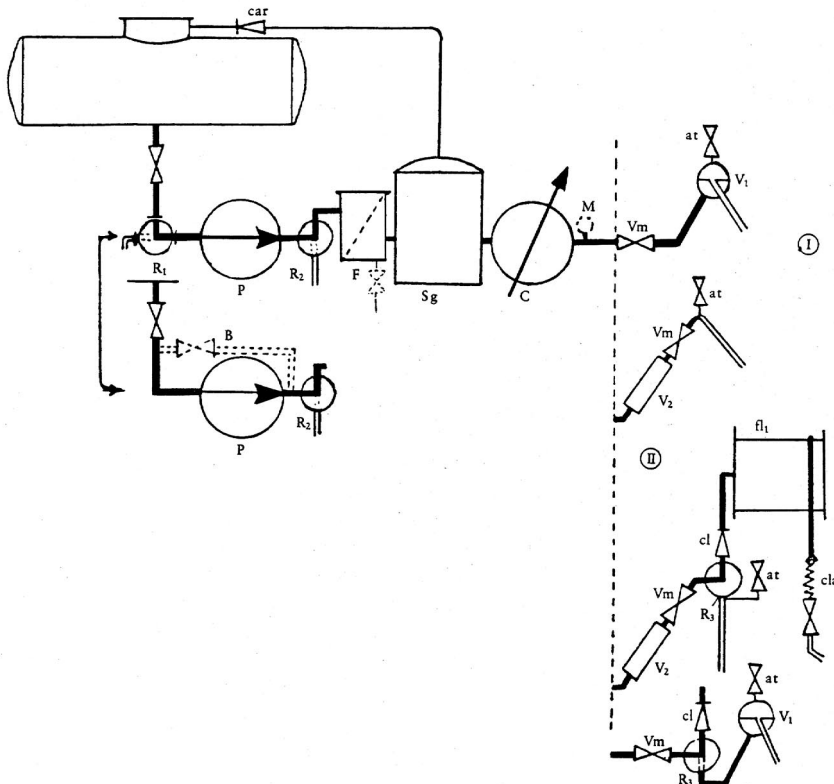 car
at
V₁
M
Vm
I
R₁
P
R₂
F
Sg
C
at
B
Vm
V₂
R₂
P
fl₁
II
cl
at
cla
Vm
R₃
V₂
at
cl
V₁
Vm
R₃